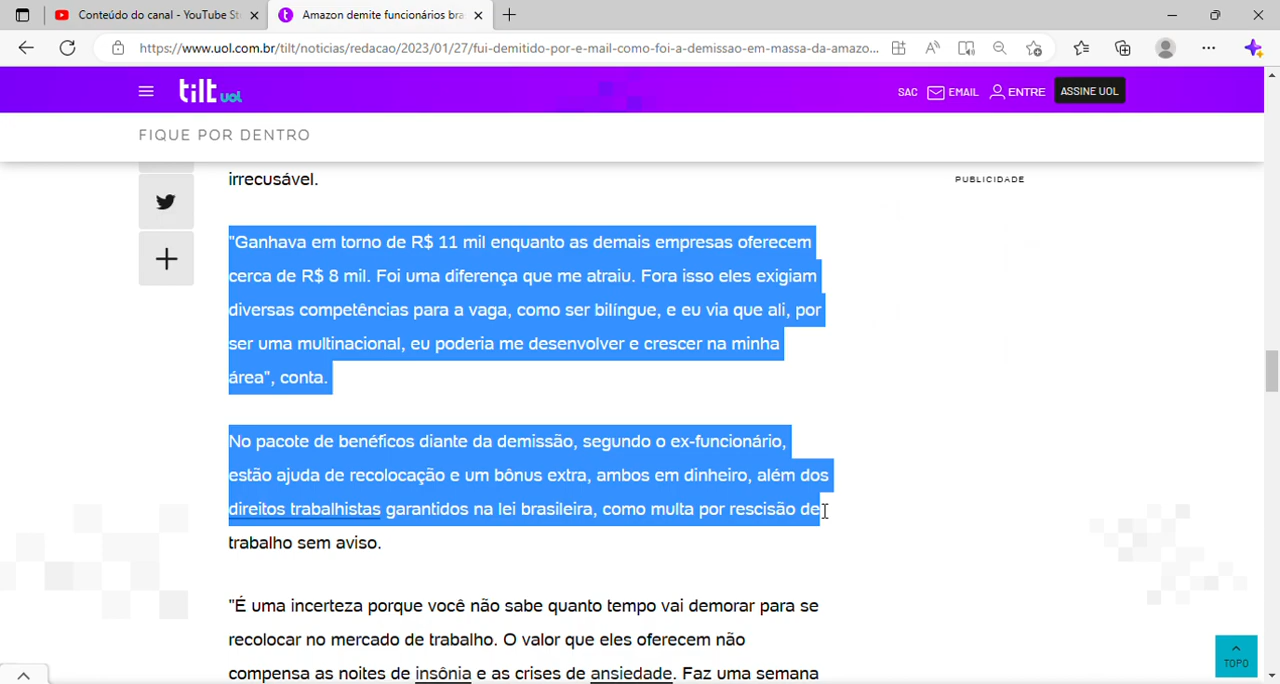 Conteúdo do canal - YouTube St
Amazon demite funcionários bra
https://www.uol.com.br/tilt/noticias/redacao/2023/01/27/fui-demitido-por-e-mail-como-foi-a-demissao-em-massa-da-amazo...
tilt uol
SAC EMAIL ENTRE ASSINE UOL
FIQUE POR DENTRO
irrecusável.
PUBLICIDADE
"Ganhava em torno de R$ 11 mil enquanto as demais empresas oferecem
cerca de R$ 8 mil. Foi uma diferença que me atraiu. Fora isso eles exigiam
diversas competências para a vaga, como ser bilíngue, e eu via que ali, por
ser uma multinacional, eu poderia me desenvolver e crescer na minha
área", conta.
No pacote de benéficos diante da demissão, segundo o ex-funcionário,
estão ajuda de recolocação e um bônus extra, ambos em dinheiro, além dos
direitos trabalhistas garantidos na lei brasileira, como multa por rescisão de
trabalho sem aviso.
"É uma incerteza porque você não sabe quanto tempo vai demorar para se
recolocar no mercado de trabalho. O valor que eles oferecem não
compensa as noites de insônia e as crises de ansiedade. Faz uma semana
TOPO